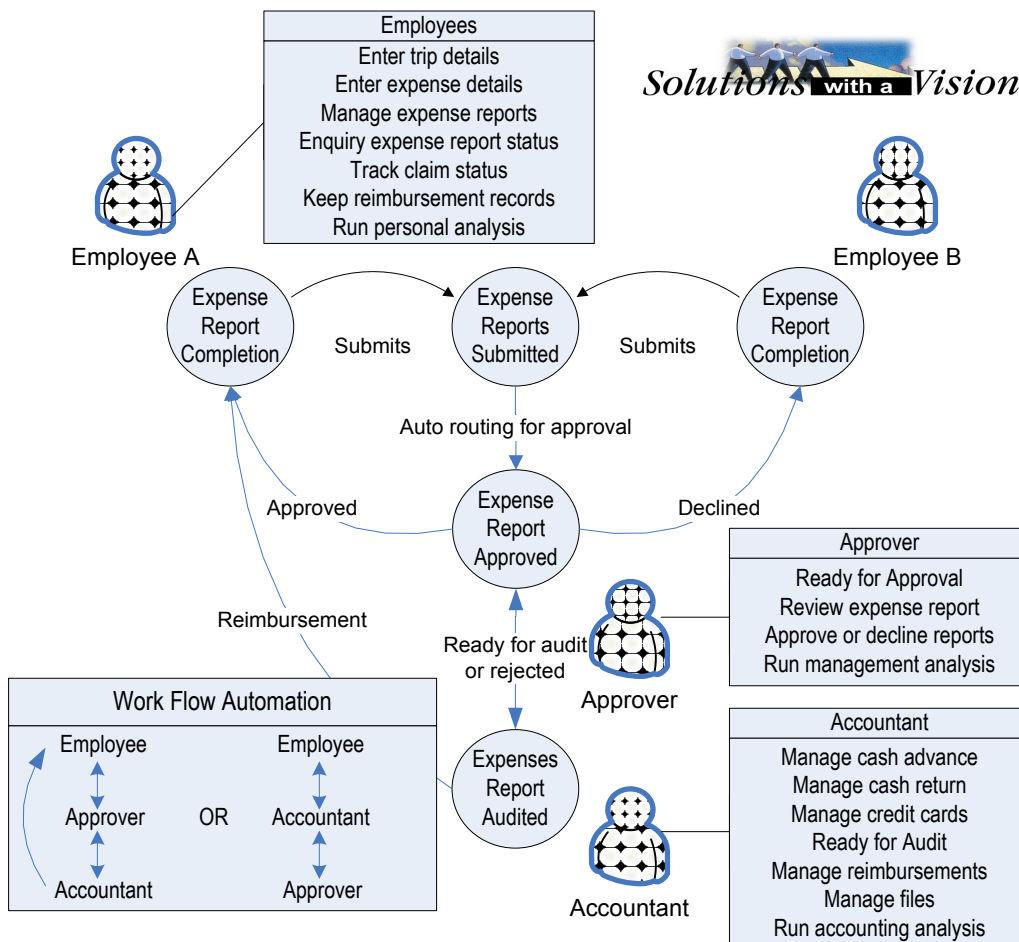 Employees
Enter trip details
Enter expense details
Manage expense reports
Enquiry expense report status
Track claim status
Keep reimbursement records
Run personal analysis
Solutions with a Vision
Employee A
Employee B
Expense
Report
Completion
Submits
Expense
Reports
Submitted
Submits
Expense
Report
Completion
Auto routing for approval
Approved
Expense
Report
Approved
Declined
Approver
Ready for Approval
Review expense report
Approve or decline reports
Run management analysis
Reimbursement
Ready for audit
or rejected
Approver
Work Flow Automation
Employee
Approver
Accountant
OR
Employee
Accountant
Approver
Expenses
Report
Audited
Accountant
Accountant
Manage cash advance
Manage cash return
Manage credit cards
Ready for Audit
Manage reimbursements
Manage files
Run accounting analysis